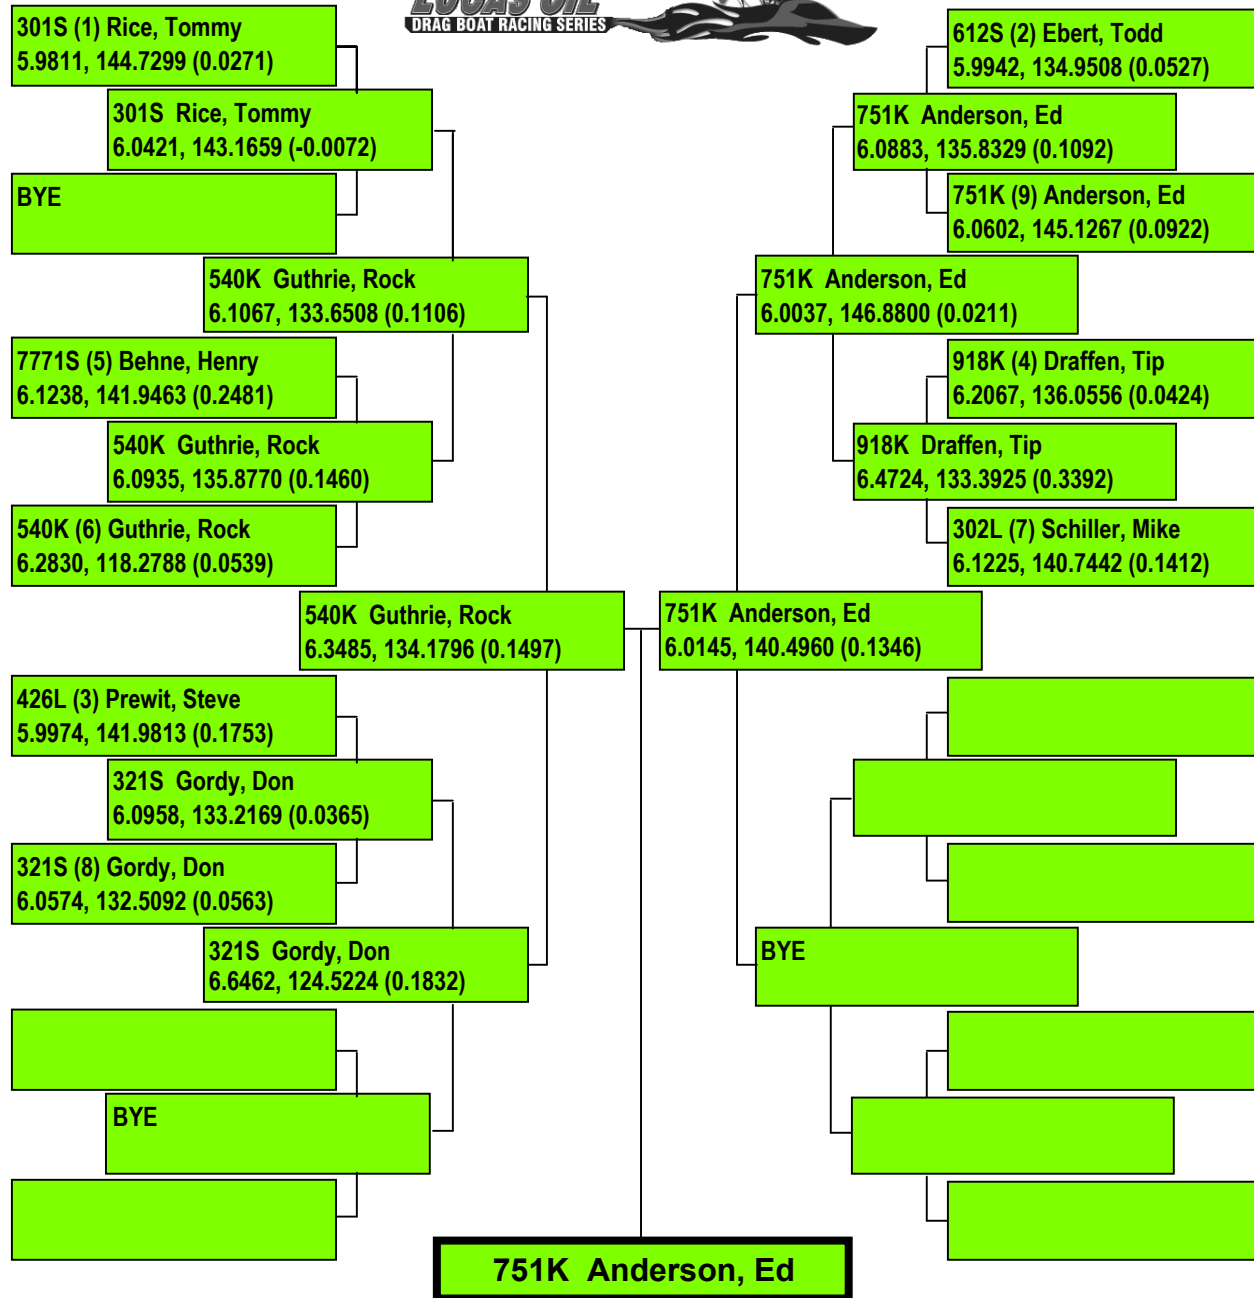 LUCAS OIL
DRAG BOAT RACING SERIES
301S (1) Rice, Tommy
5.9811, 144.7299 (0.0271)
301S Rice, Tommy
6.0421, 143.1659 (-0.0072)
BYE
540K Guthrie, Rock
6.1067, 133.6508 (0.1106)
7771S (5) Behne, Henry
6.1238, 141.9463 (0.2481)
540K Guthrie, Rock
6.0935, 135.8770 (0.1460)
540K (6) Guthrie, Rock
6.2830, 118.2788 (0.0539)
540K Guthrie, Rock
6.3485, 134.1796 (0.1497)
426L (3) Prewit, Steve
5.9974, 141.9813 (0.1753)
321S Gordy, Don
6.0958, 133.2169 (0.0365)
321S (8) Gordy, Don
6.0574, 132.5092 (0.0563)
321S Gordy, Don
6.6462, 124.5224 (0.1832)
BYE
612S (2) Ebert, Todd
5.9942, 134.9508 (0.0527)
751K Anderson, Ed
6.0883, 135.8329 (0.1092)
751K (9) Anderson, Ed
6.0602, 145.1267 (0.0922)
751K Anderson, Ed
6.0037, 146.8800 (0.0211)
918K (4) Draffen, Tip
6.2067, 136.0556 (0.0424)
918K Draffen, Tip
6.4724, 133.3925 (0.3392)
302L (7) Schiller, Mike
6.1225, 140.7442 (0.1412)
751K Anderson, Ed
6.0145, 140.4960 (0.1346)
BYE
751K Anderson, Ed